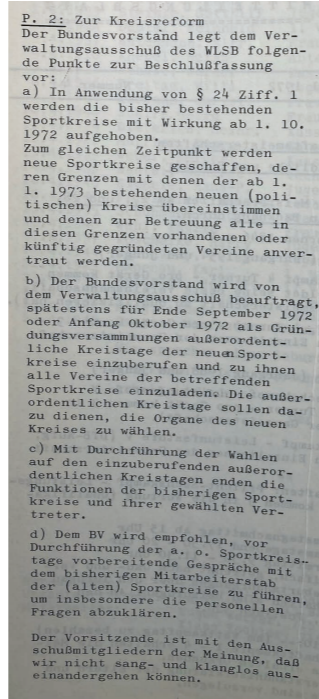 P. 2: Zur Kreisreform
Der Bundesvorstand legt dem Ver-
waltungsausschuß des WLSB folgen-
de Punkte zur Beschlußfassung
vor:
a) In Anwendung von § 24 Ziff. 1
werden die bisher bestehenden
Sportkreise mit Wirkung ab 1. 10.
1972 aufgehoben.
Zum gleichen Zeitpunkt werden
neue Sportkreise geschaffen, de-
ren Grenzen mit denen der ab 1.
1. 1973 bestehenden neuen (poli-
tischen) Kreise übereinstimmen
und denen zur Betreuung alle in
diesen Grenzen vorhandenen oder
künftig gegründeten Vereine anver-
traut werden.
b) Der Bundesvorstand wird von
dem Verwaltungsausschuß beauftragt,
spätestens für Ende September 1972
oder Anfang Oktober 1972 als Grün-
dungsversammlungen außerordent-
liche Kreistage der neuen Sport-
kreise einzuberufen und zu ihnen
alle Vereine der betreffenden
Sportkreise einzuladen. Die außer-
ordentlichen Kreistage sollen da-
zu dienen, die Organe des neuen
Kreises zu wählen.
c) Mit Durchführung der Wahlen
auf den einzuberufenden außeror-
dentlichen Kreistagen enden die
Funktionen der bisherigen Sport-
kreise und ihrer gewählten Ver-
treter.
d) Dem BV wird empfohlen, vor
Durchführung der a. o. Sportkreis-
tage vorbereitende Gespräche mit
dem bisherigen Mitarbeiterstab
der (alten) Sportkreise zu führen,
um insbesondere die personellen
Fragen abzuklären.
Der Vorsitzende ist mit den Aus-
schußmitgliedern der Meinung, daß
wir nicht sang- und klanglos aus-
einandergehen können.